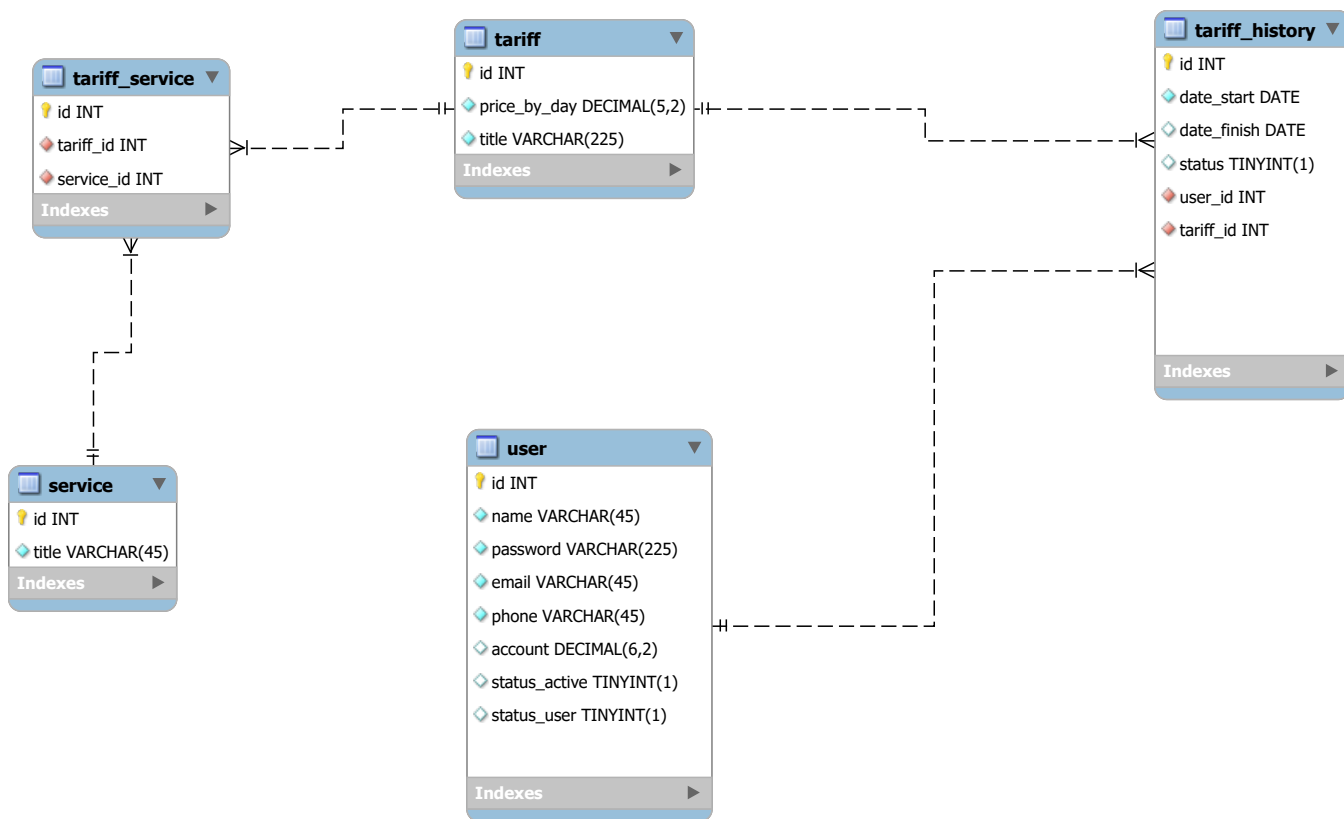 tariff_service
id INT
tariff_id INT
service_id INT
Indexes
tariff
id INT
price_by_day DECIMAL(5,2)
title VARCHAR(225)
Indexes
tariff_history
id INT
date_start DATE
date_finish DATE
status TINYINT(1)
user_id INT
tariff_id INT
Indexes
service
id INT
title VARCHAR(45)
Indexes
user
id INT
name VARCHAR(45)
password VARCHAR(225)
email VARCHAR(45)
phone VARCHAR(45)
account DECIMAL(6,2)
status_active TINYINT(1)
status_user TINYINT(1)
Indexes